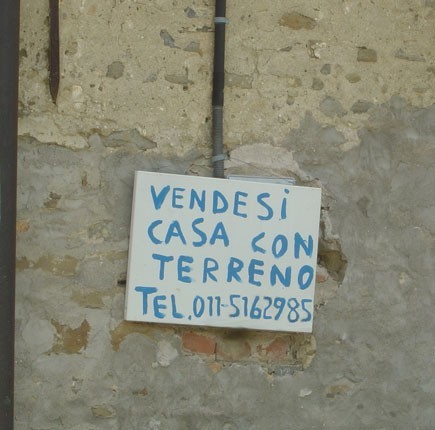 VENDESi
CASA CON
TERRENO
TEL. 011-5162985